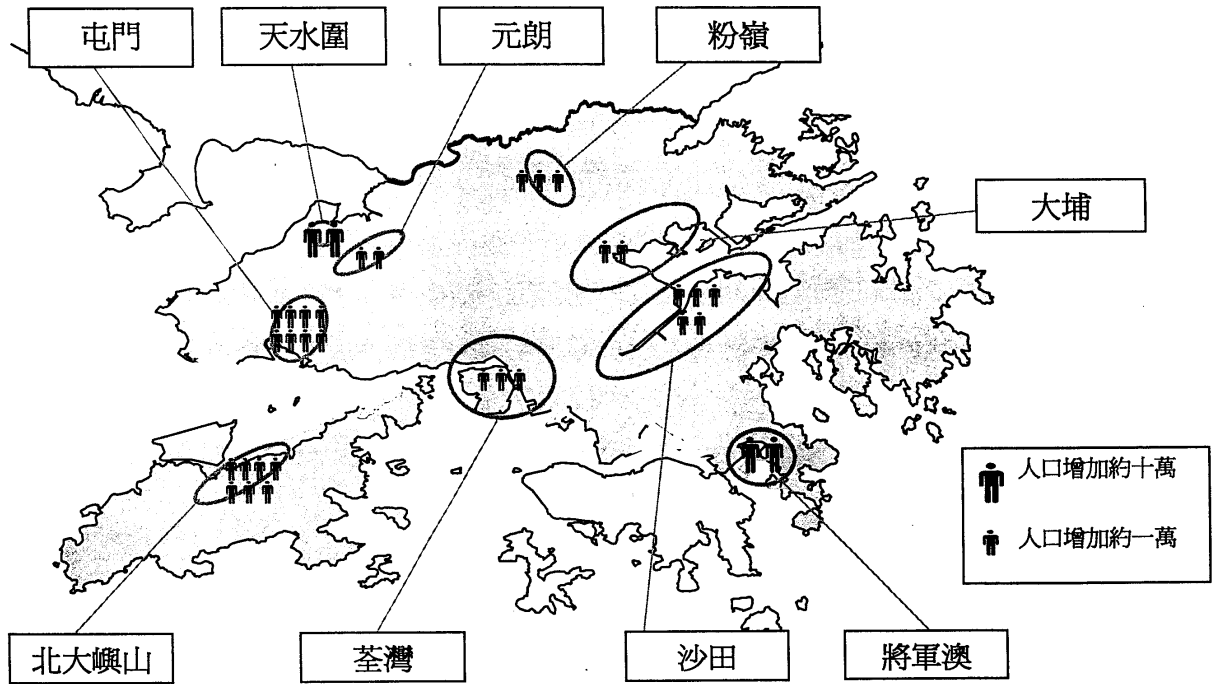 屯門
天水圍
元朗
粉嶺
大埔
人口增加約十萬
人口增加約一萬
北大嶼山
荃灣
沙田
將軍澳